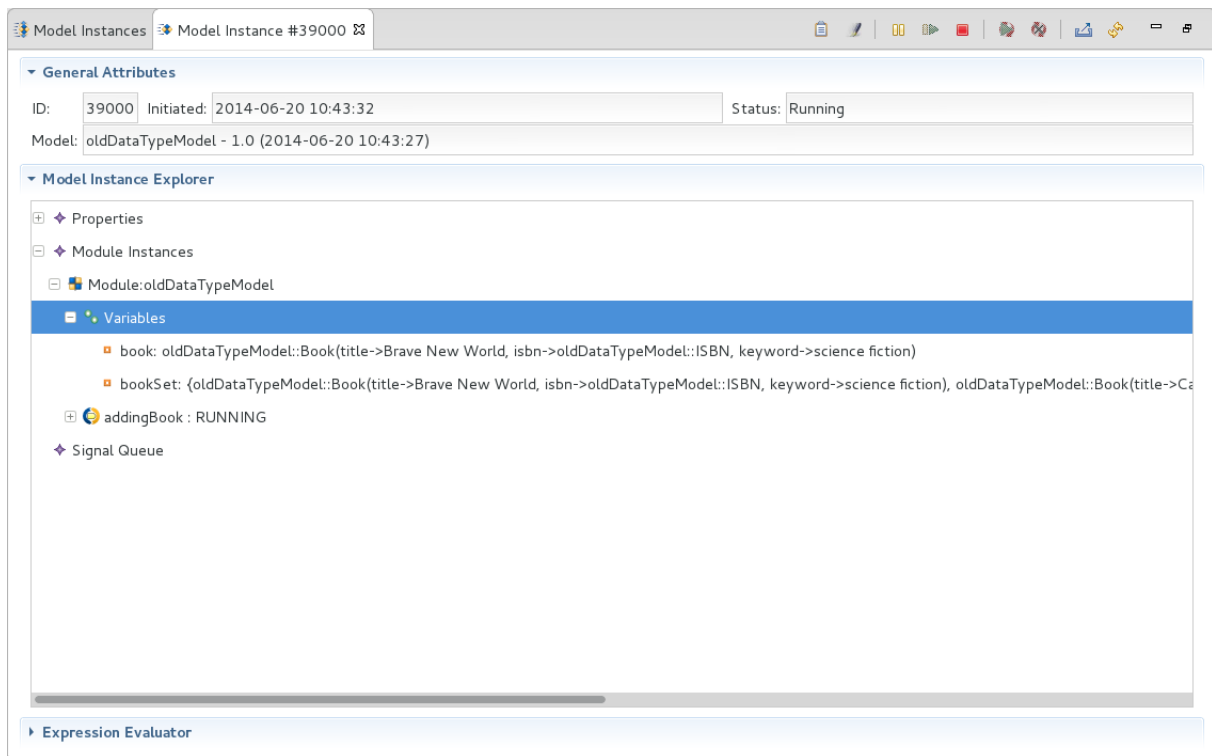 Model Instances Model Instance #39000
General Attributes
ID: 39000 Initiated: 2014-06-20 10:43:32 Status: Running
Model: oldDataTypeModel - 1.0 (2014-06-20 10:43:27)
Model Instance Explorer
Properties
Module Instances
Module:oldDataTypeModel
Variables
book: oldDataTypeModel::Book(title->Brave New World, isbn->oldDataTypeModel::ISBN, keyword->science fiction)
bookSet: {oldDataTypeModel::Book(title->Brave New World, isbn->oldDataTypeModel::ISBN, keyword->science fiction), oldDataTypeModel::Book(title->Ca
addingBook : RUNNING
Signal Queue
Expression Evaluator